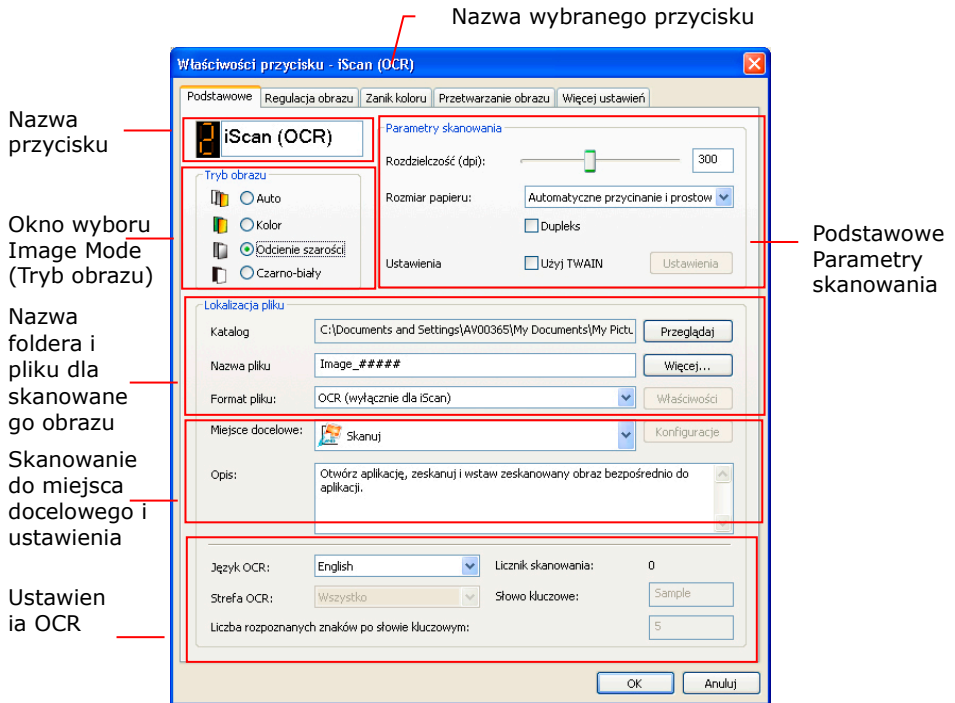 Nazwa wybranego przycisku
Właściwości przycisku - iScan (OCR)
Podstawowe Regulacja obrazu Zanik koloru Przetwarzanie obrazu Więcej ustawień
Nazwa
przycisku
2 iScan (OCR)
Parametry skanowania
Rozdzielczość (dpi): 300
Rozmiar papieru: Automatyczne przycinanie i prostow
Dupleks
Ustawienia Użyj TWAIN Ustawienia
Podstawowe
Parametry
skanowania
Okno wyboru
Image Mode
(Tryb obrazu)
Tryb obrazu
Auto
Kolor
Odcienie szarości
Czarno-biały
Nazwa
foldera i
pliku dla
skanowane
go obrazu
Lokalizacja pliku
Katalog C:\Documents and Settings\AV00365\My Documents\My Pictu Przeglądaj
Nazwa pliku Image_##### Więcej...
Format pliku: OCR (wyłącznie dla iScan) Właściwości
Skanowanie
do miejsca
docelowego i
ustawienia
Miejsce docelowe: Skanuj Konfiguracje
Opis: Otwórz aplikację, zeskanuj i wstaw zeskanowany obraz bezpośrednio do
aplikacji.
Ustawien
ia OCR
Język OCR: English Licznik skanowania: 0
Strefa OCR: Wszystko Słowo kluczowe: Sample
Liczba rozpoznanych znaków po słowie kluczowym: 5
OK Anuluj